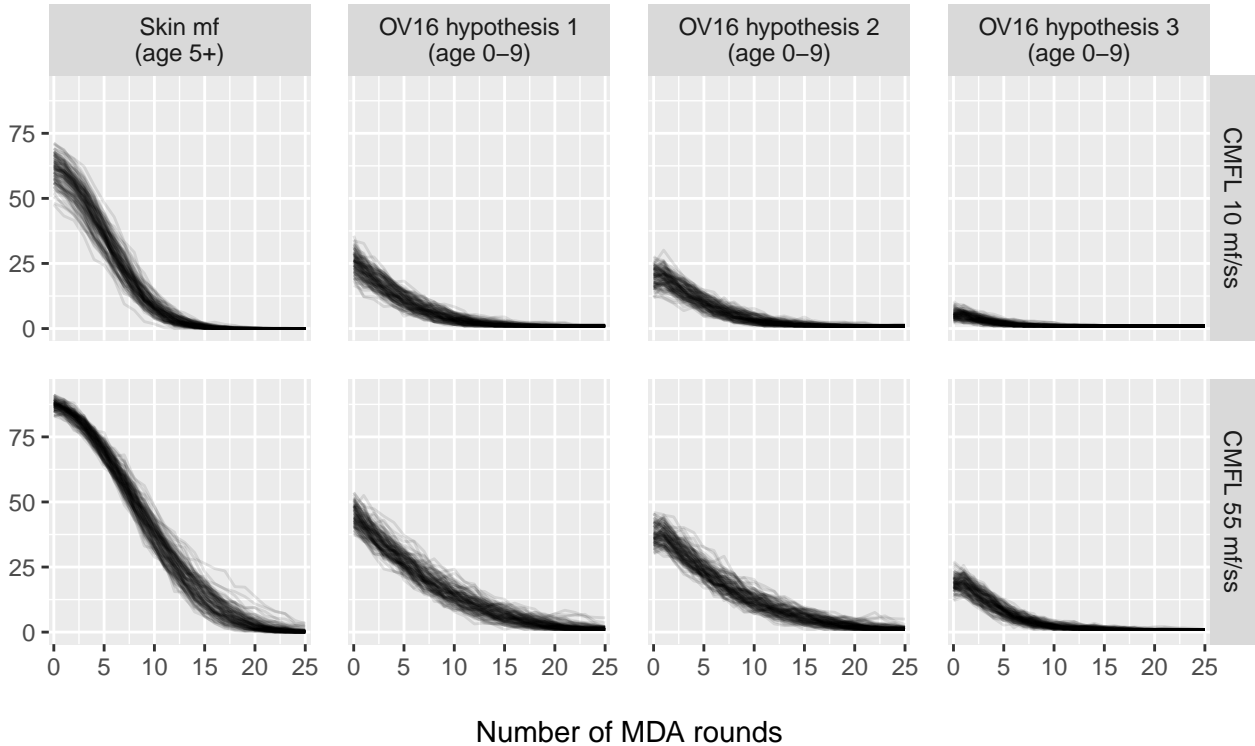 Skin mf
(age 5+)
OV16 hypothesis 1
(age 0−9)
OV16 hypothesis 2
(age 0−9)
OV16 hypothesis 3
(age 0−9)
75
50
25
0
CMFL 10 mf/ss
75
50
25
0
CMFL 55 mf/ss
0 5 10 15 20 25
0 5 10 15 20 25
0 5 10 15 20 25
0 5 10 15 20 25
Number of MDA rounds